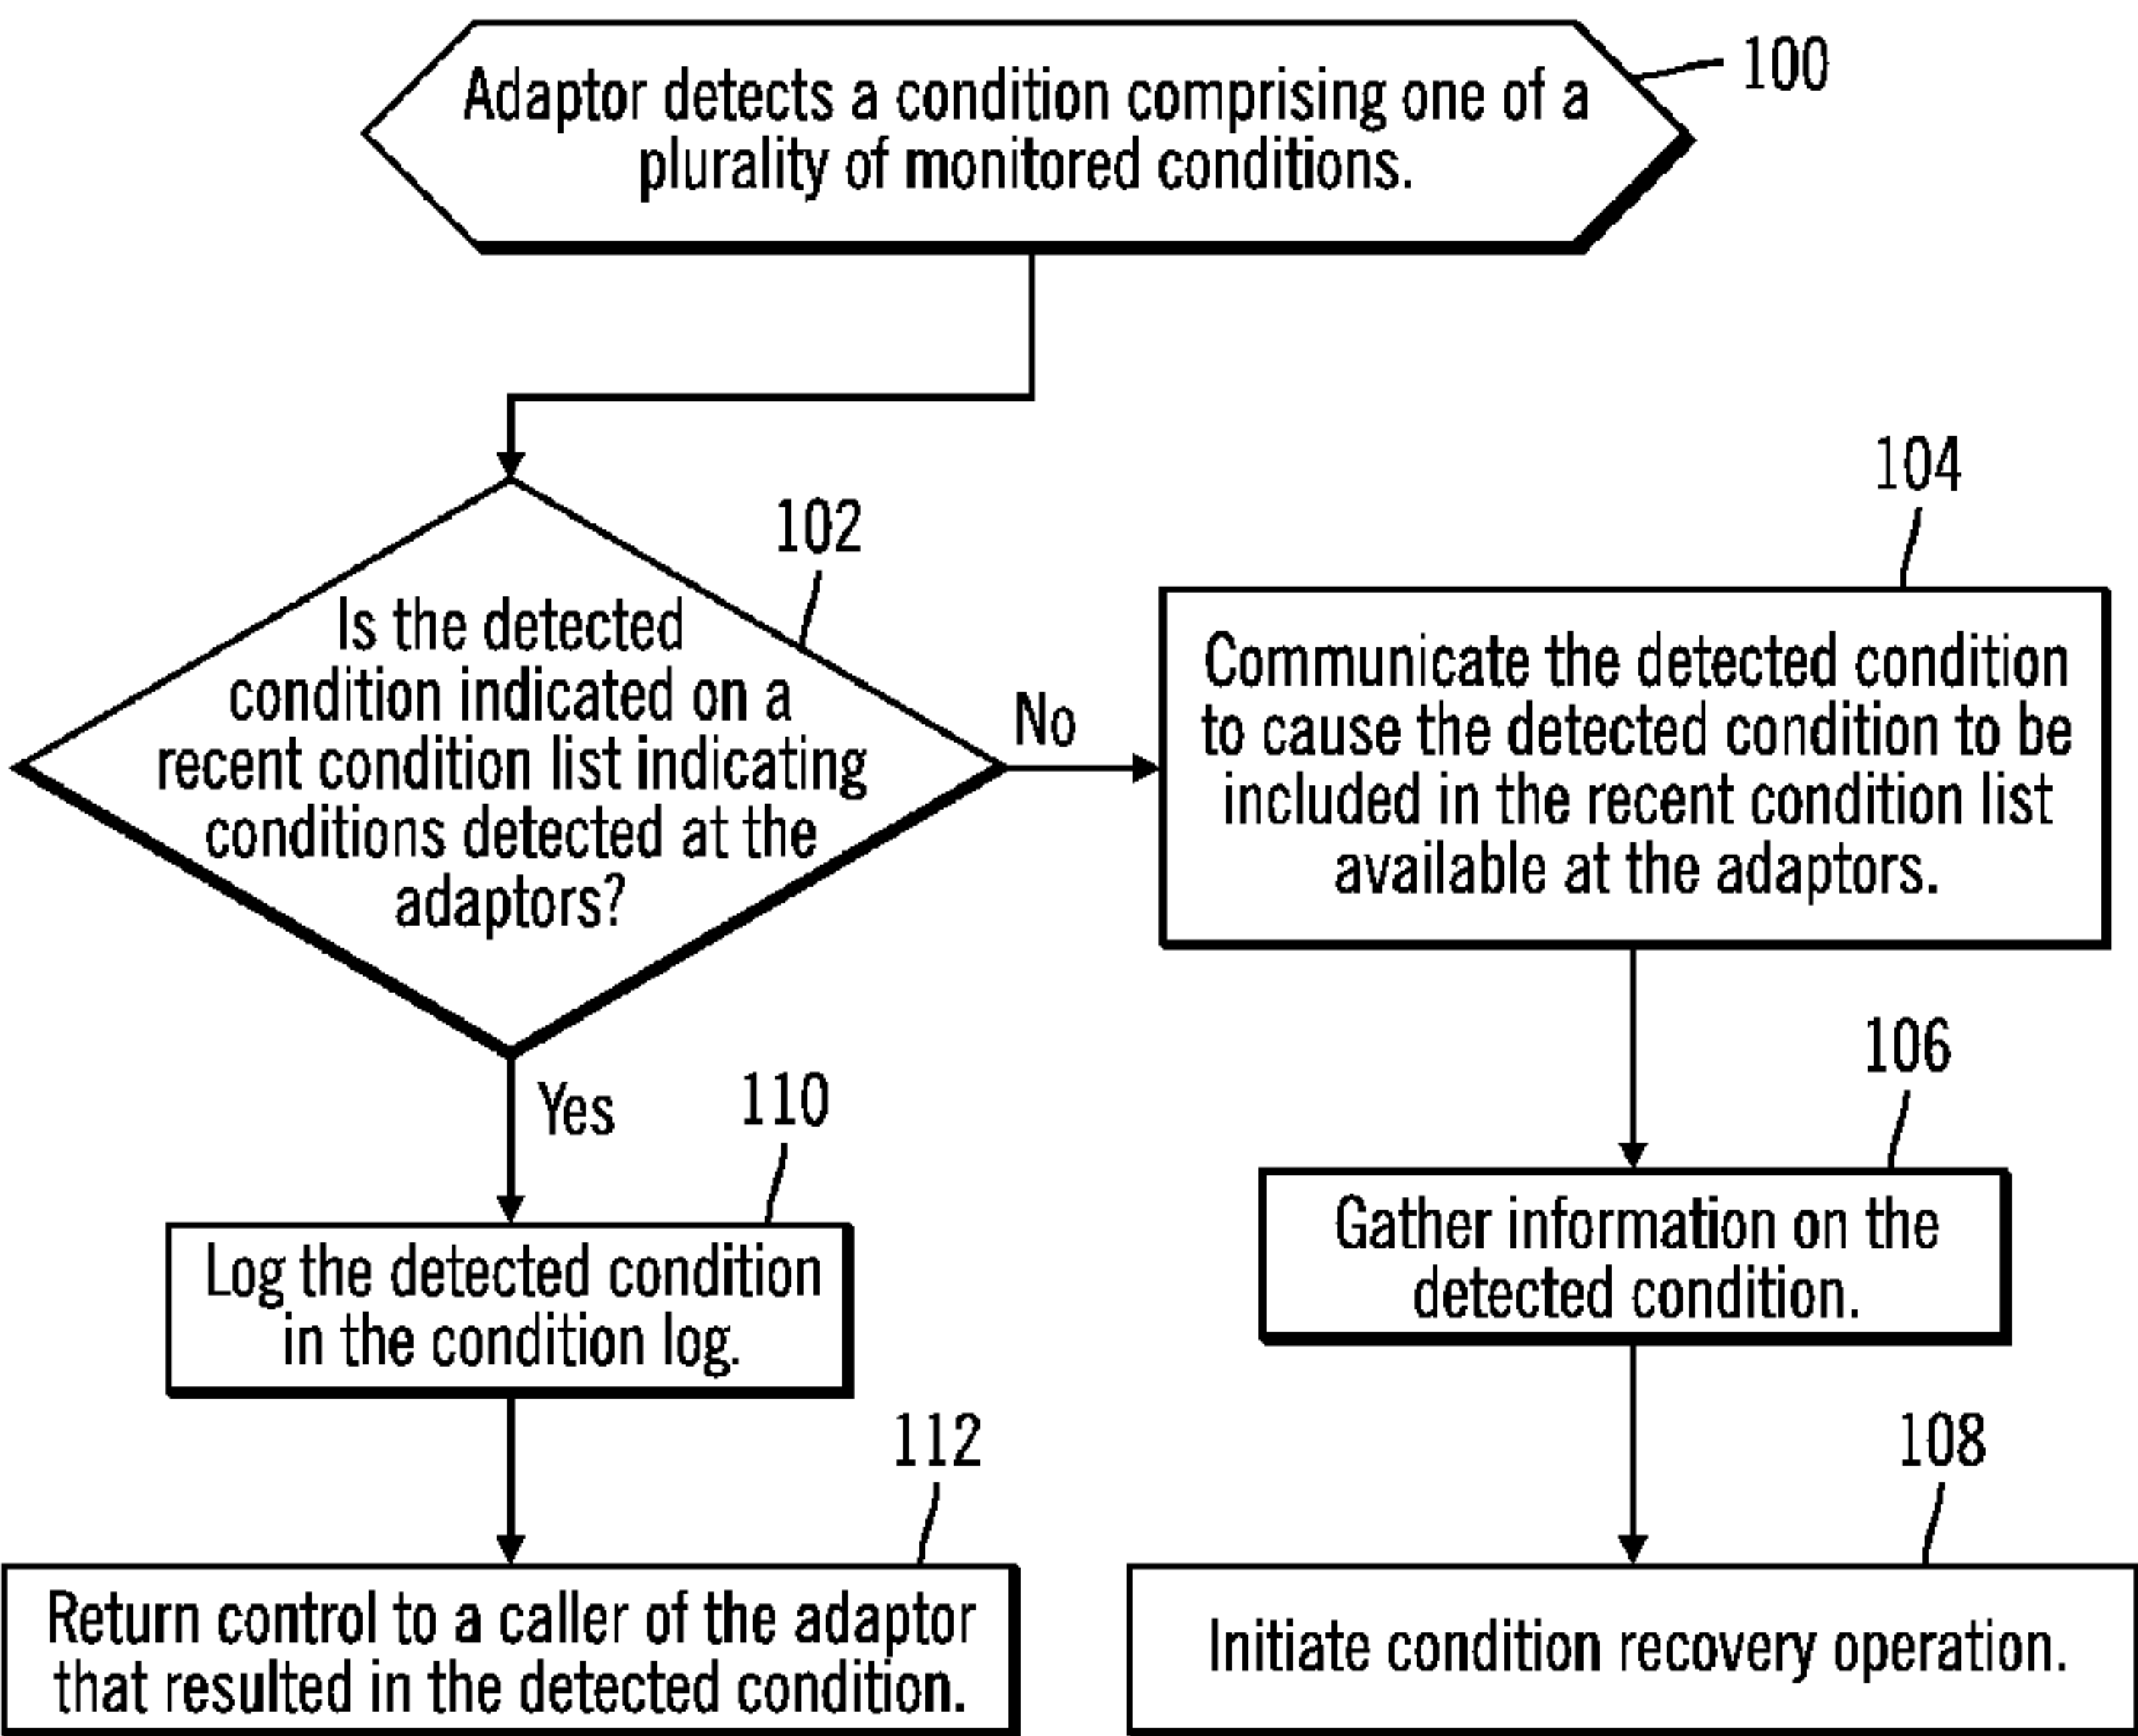 Adaptor detects a condition comprising one of a
plurality of monitored conditions.
100
102
Is the detected
condition indicated on a
recent condition list indicating
conditions detected at the
adaptors?
No
104
Communicate the detected condition
to cause the detected condition to be
included in the recent condition list
available at the adaptors.
Yes
110
Log the detected condition
in the condition log.
106
Gather information on the
detected condition.
112
Return control to a caller of the adaptor
that resulted in the detected condition.
108
Initiate condition recovery operation.